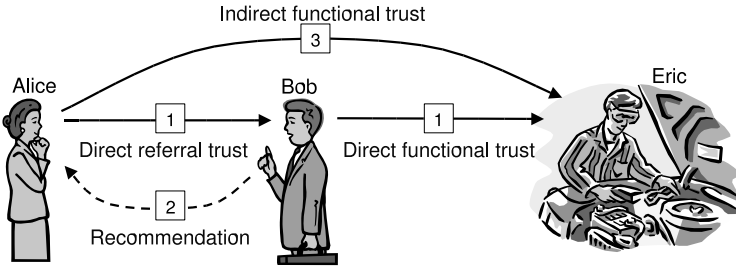 Indirect functional trust
3
Alice
Bob
Eric
1
1
Direct referral trust
Direct functional trust
2
Recommendation